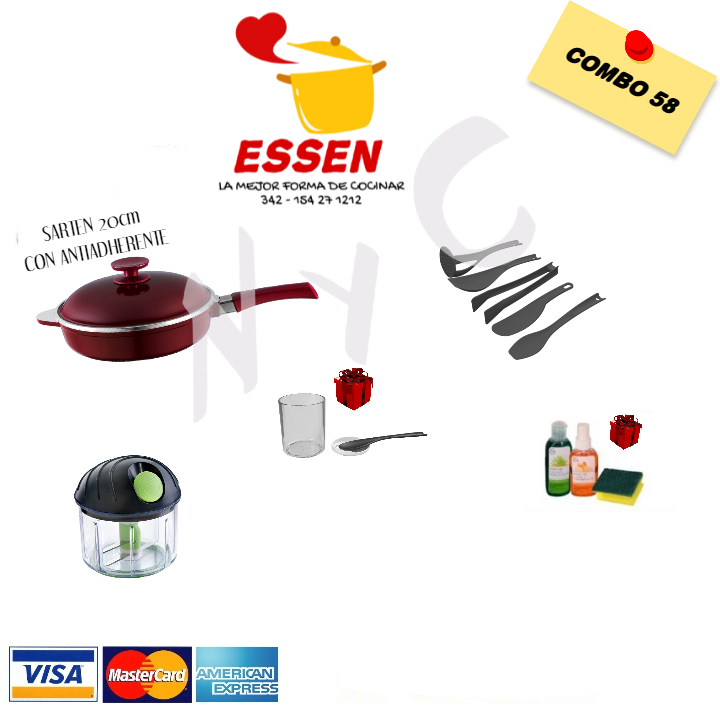 COMBO 58
ESSEN
LA MEJOR FORMA DE COCINAR
342 - 154 27 1212
SARTEN 20cm
CON ANTIADHERENTE
NyC
VISA
MasterCard
AMERICAN
EXPRESS